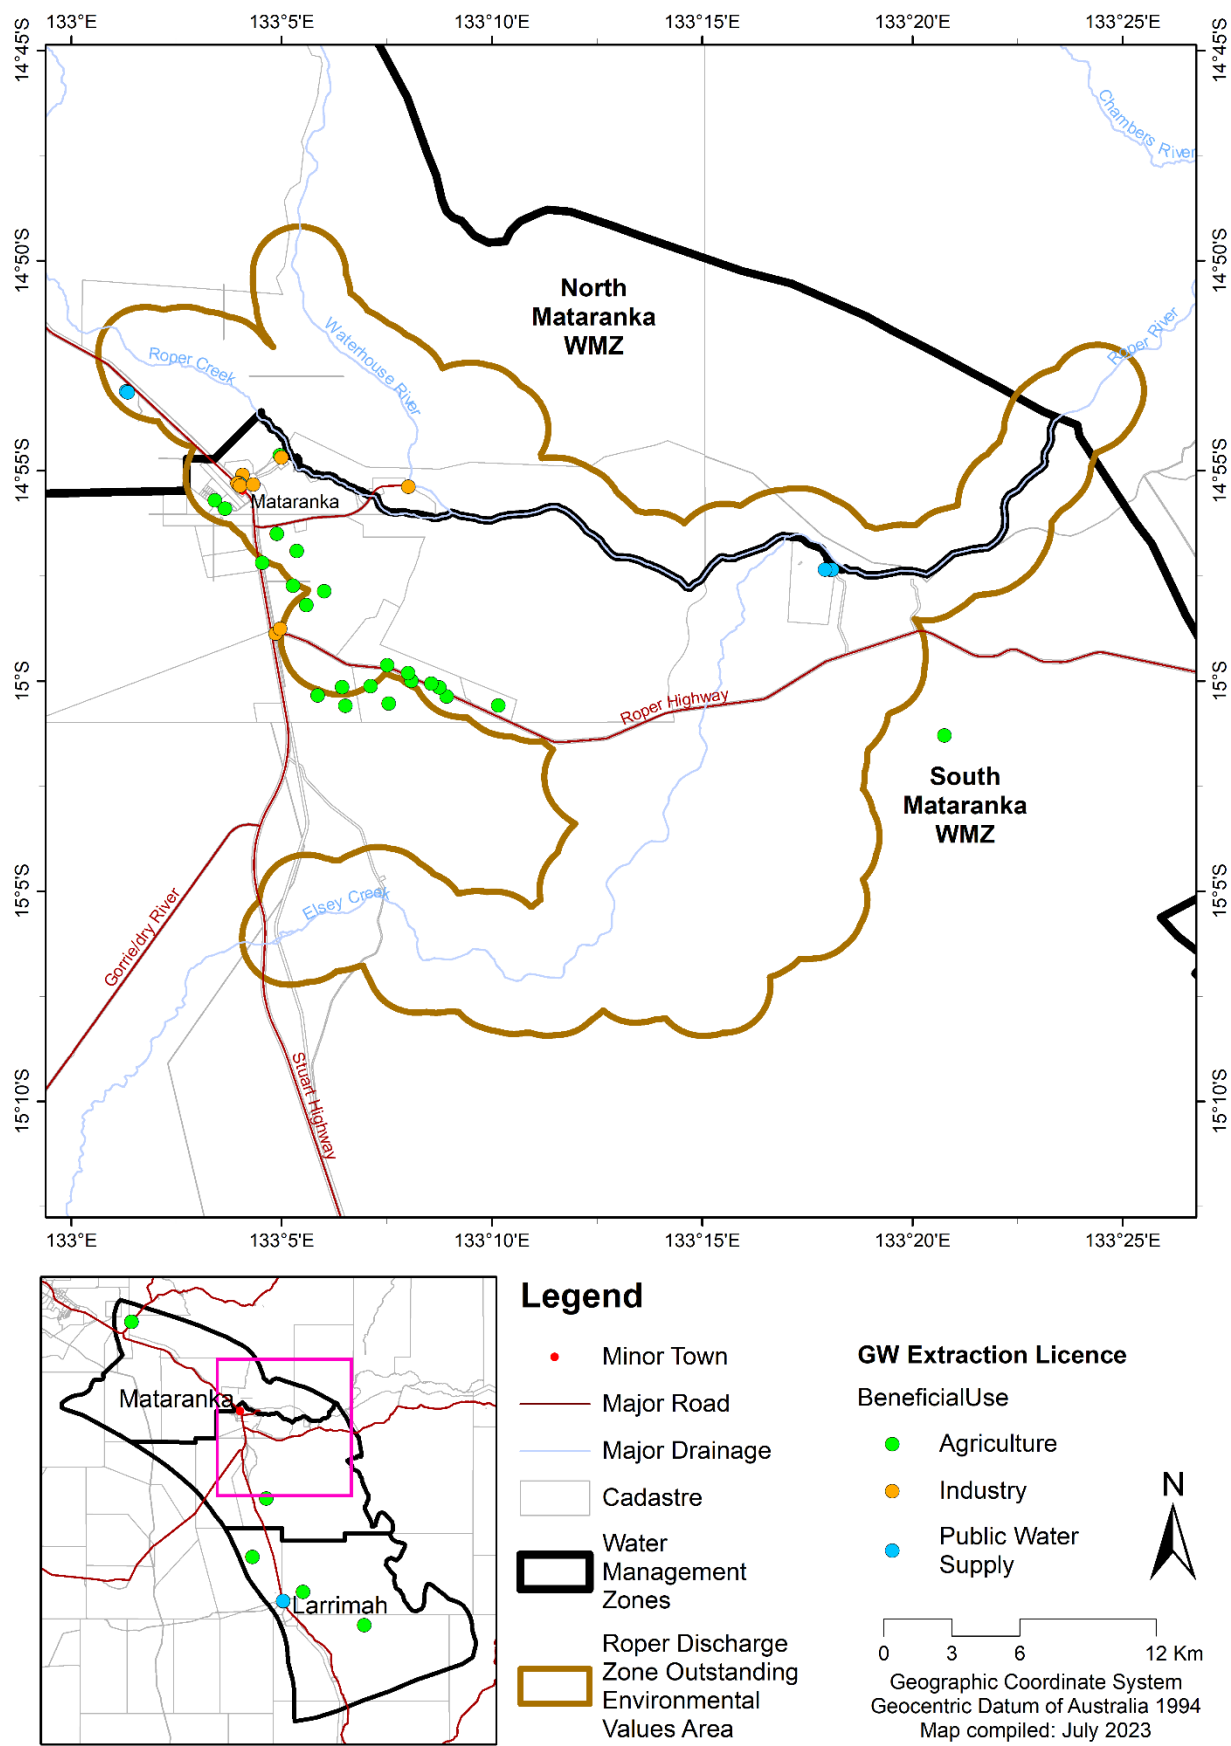 133°E 133°5'E 133°10'E 133°15'E 133°20'E 133°25'E
14°45'S
14°45'S
Chambers River
14°50'S
14°50'S
North
Mataranka
WMZ
Roper River
Waterhouse River
Roper Creek
14°55'S
14°55'S
Mataranka
15°S
15°S
Roper Highway
South
Mataranka
WMZ
15°5'S
15°5'S
Elsey Creek
Gorrie/dry River
Stuart Highway
15°10'S
15°10'S
133°E 133°5'E 133°10'E 133°15'E 133°20'E 133°25'E
Mataranka
Larrimah
Legend
Minor Town
Major Road
Major Drainage
Cadastre
Water
Management
Zones
Roper Discharge
Zone Outstanding
Environmental
Values Area
GW Extraction Licence
BeneficialUse
Agriculture
Industry
Public Water
Supply
N
0 3 6 12 Km
Geographic Coordinate System
Geocentric Datum of Australia 1994
Map compiled: July 2023